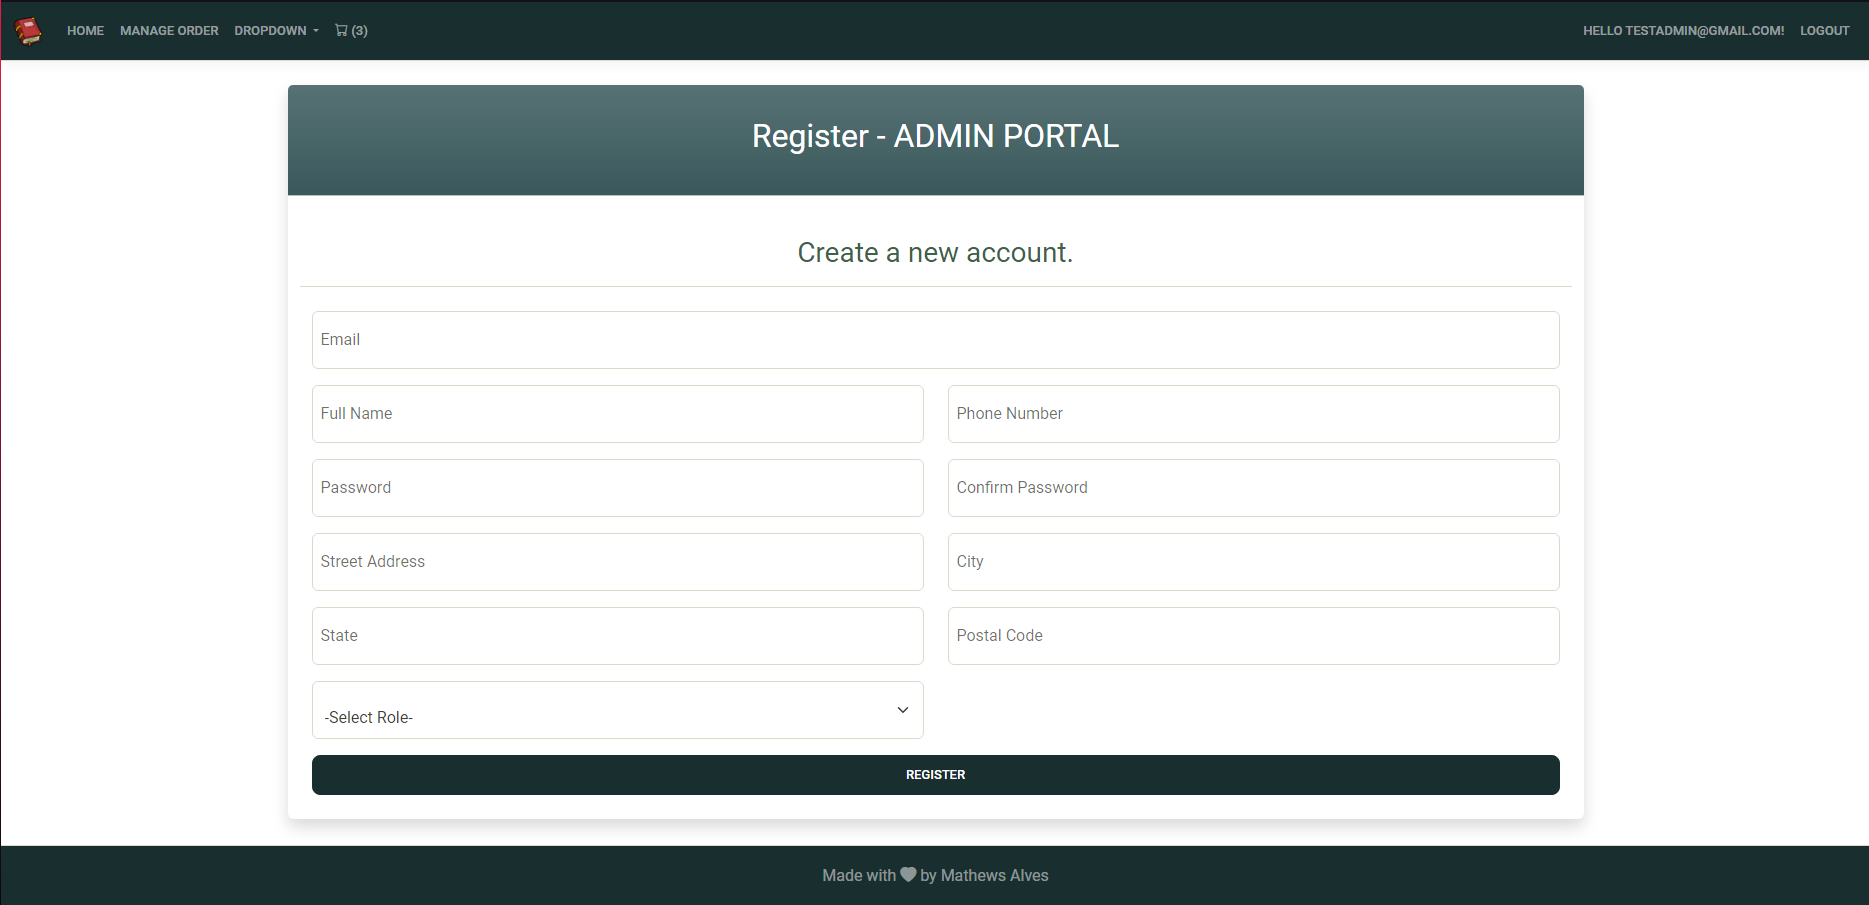 HOME MANAGE ORDER DROPDOWN (3) HELLO TESTADMIN@GMAIL.COM! LOGOUT
Register - ADMIN PORTAL
Create a new account.
Email
Full Name Phone Number
Password Confirm Password
Street Address City
State Postal Code
-Select Role-
REGISTER
Made with by Mathews Alves